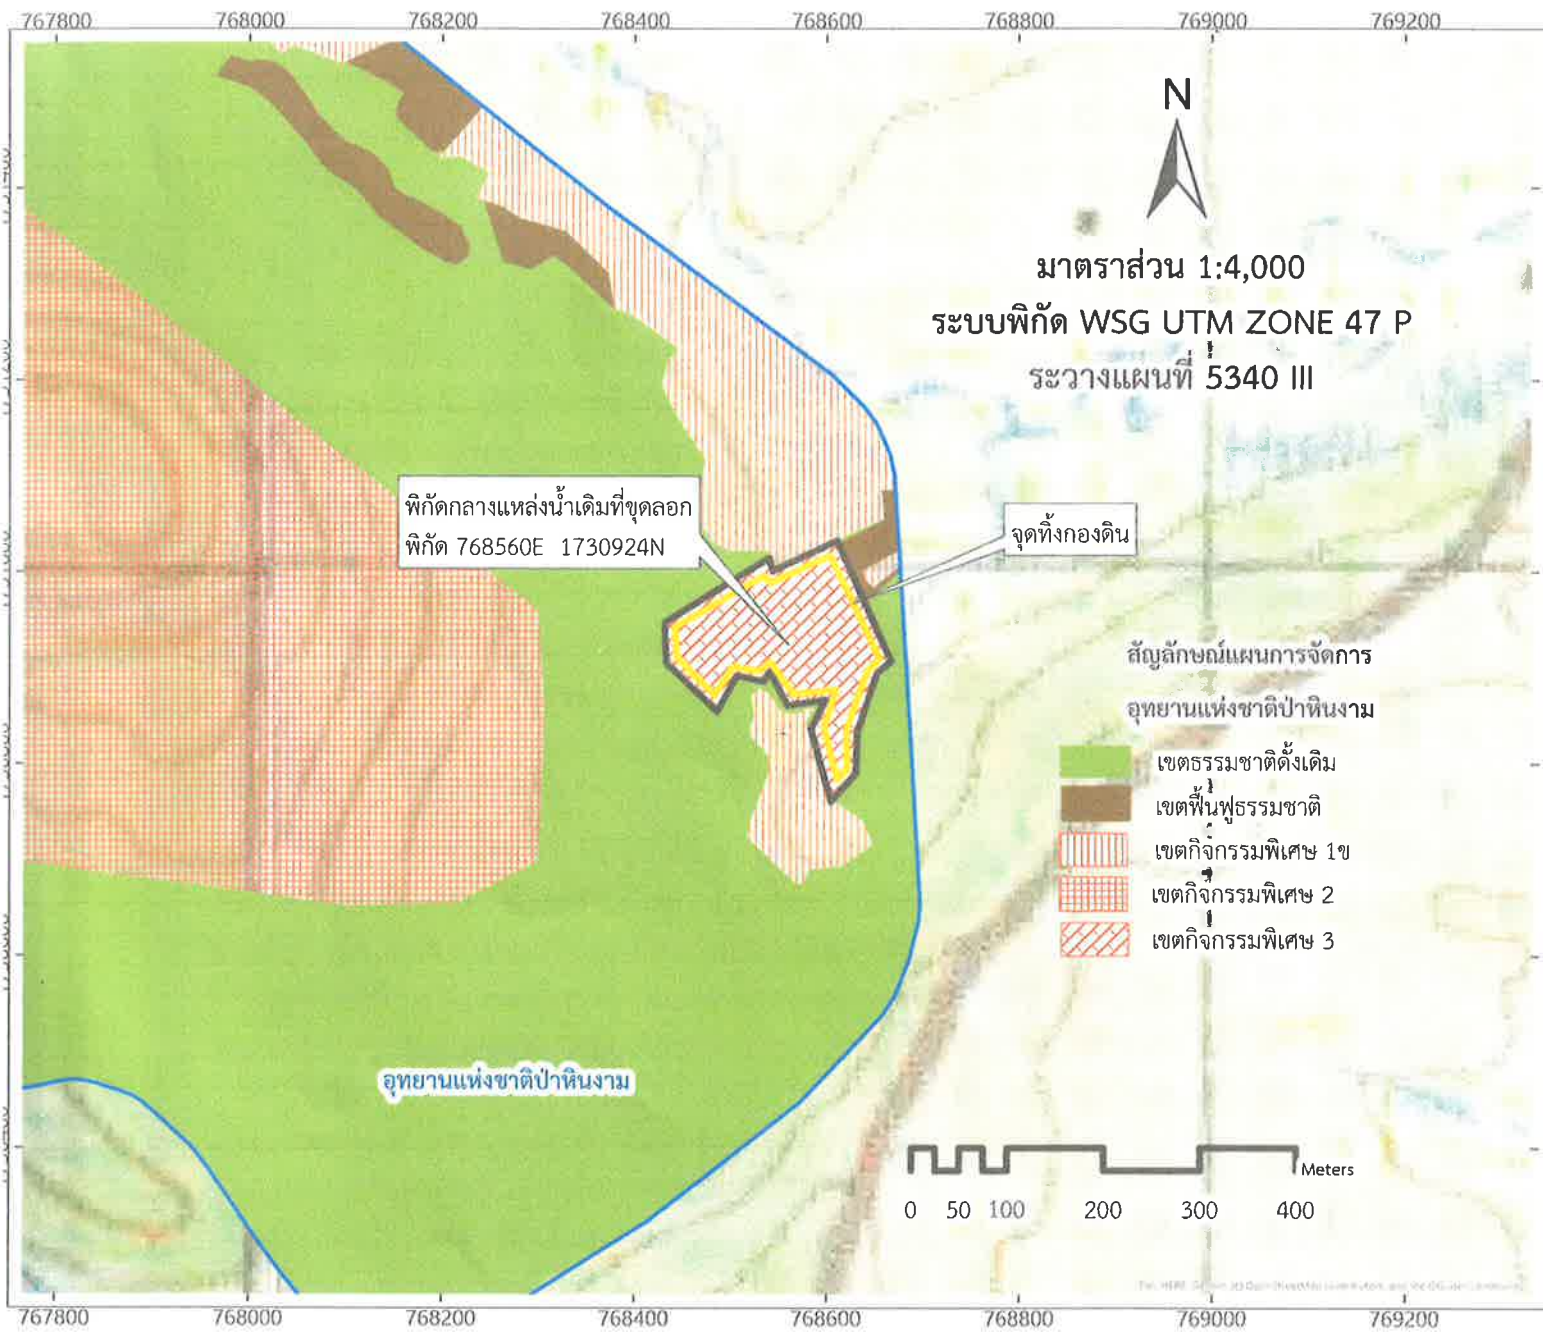 767800 768000 768200 768400 768600 768800 769000 769200
N
มาตราส่วน 1:4,000
ระบบพิกัด WSG UTM ZONE 47 P
ระวางแผนที่ 5340 III
พิกัดกลางแหล่งน้ำเดิมที่ขุดลอก
พิกัด 768560E 1730924N
จุดทิ้งกองดิน
สัญลักษณ์แผนการจัดการ
อุทยานแห่งชาติป่าหินงาม
เขตธรรมชาติดั้งเดิม
เขตฟื้นฟูธรรมชาติ
เขตกิจกรรมพิเศษ 1ข
เขตกิจกรรมพิเศษ 2
เขตกิจกรรมพิเศษ 3
อุทยานแห่งชาติป่าหินงาม
Meters
0 50 100 200 300 400
767800 768000 768200 768400 768600 768800 769000 769200